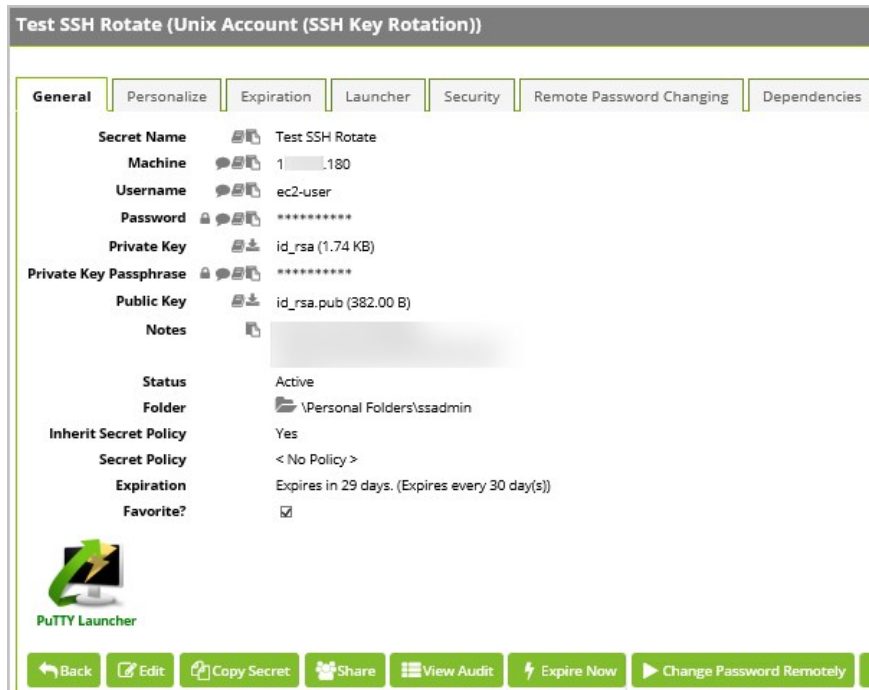 Test SSH Rotate (Unix Account (SSH Key Rotation))
General Personalize Expiration Launcher Security Remote Password Changing Dependencies
Secret Name Test SSH Rotate
Machine 1 .180
Username ec2-user
Password **********
Private Key id_rsa (1.74 KB)
Private Key Passphrase **********
Public Key id_rsa.pub (382.00 B)
Notes
Status Active
Folder \Personal Folders\ssadmin
Inherit Secret Policy Yes
Secret Policy < No Policy >
Expiration Expires in 29 days. (Expires every 30 day(s))
Favorite?
PuTTY Launcher
Back Edit Copy Secret Share View Audit Expire Now Change Password Remotely